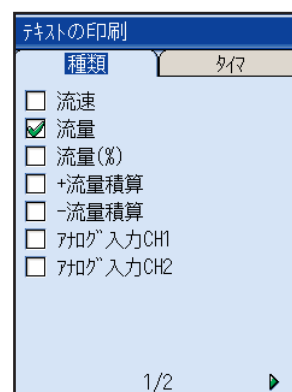 ﾃｷｽﾄの印刷
種類 ﾀｲﾏ
流速
流量
流量(%)
+流量積算
-流量積算
ｱﾅﾛｸﾞ入力CH1
ｱﾅﾛｸﾞ入力CH2
1/2